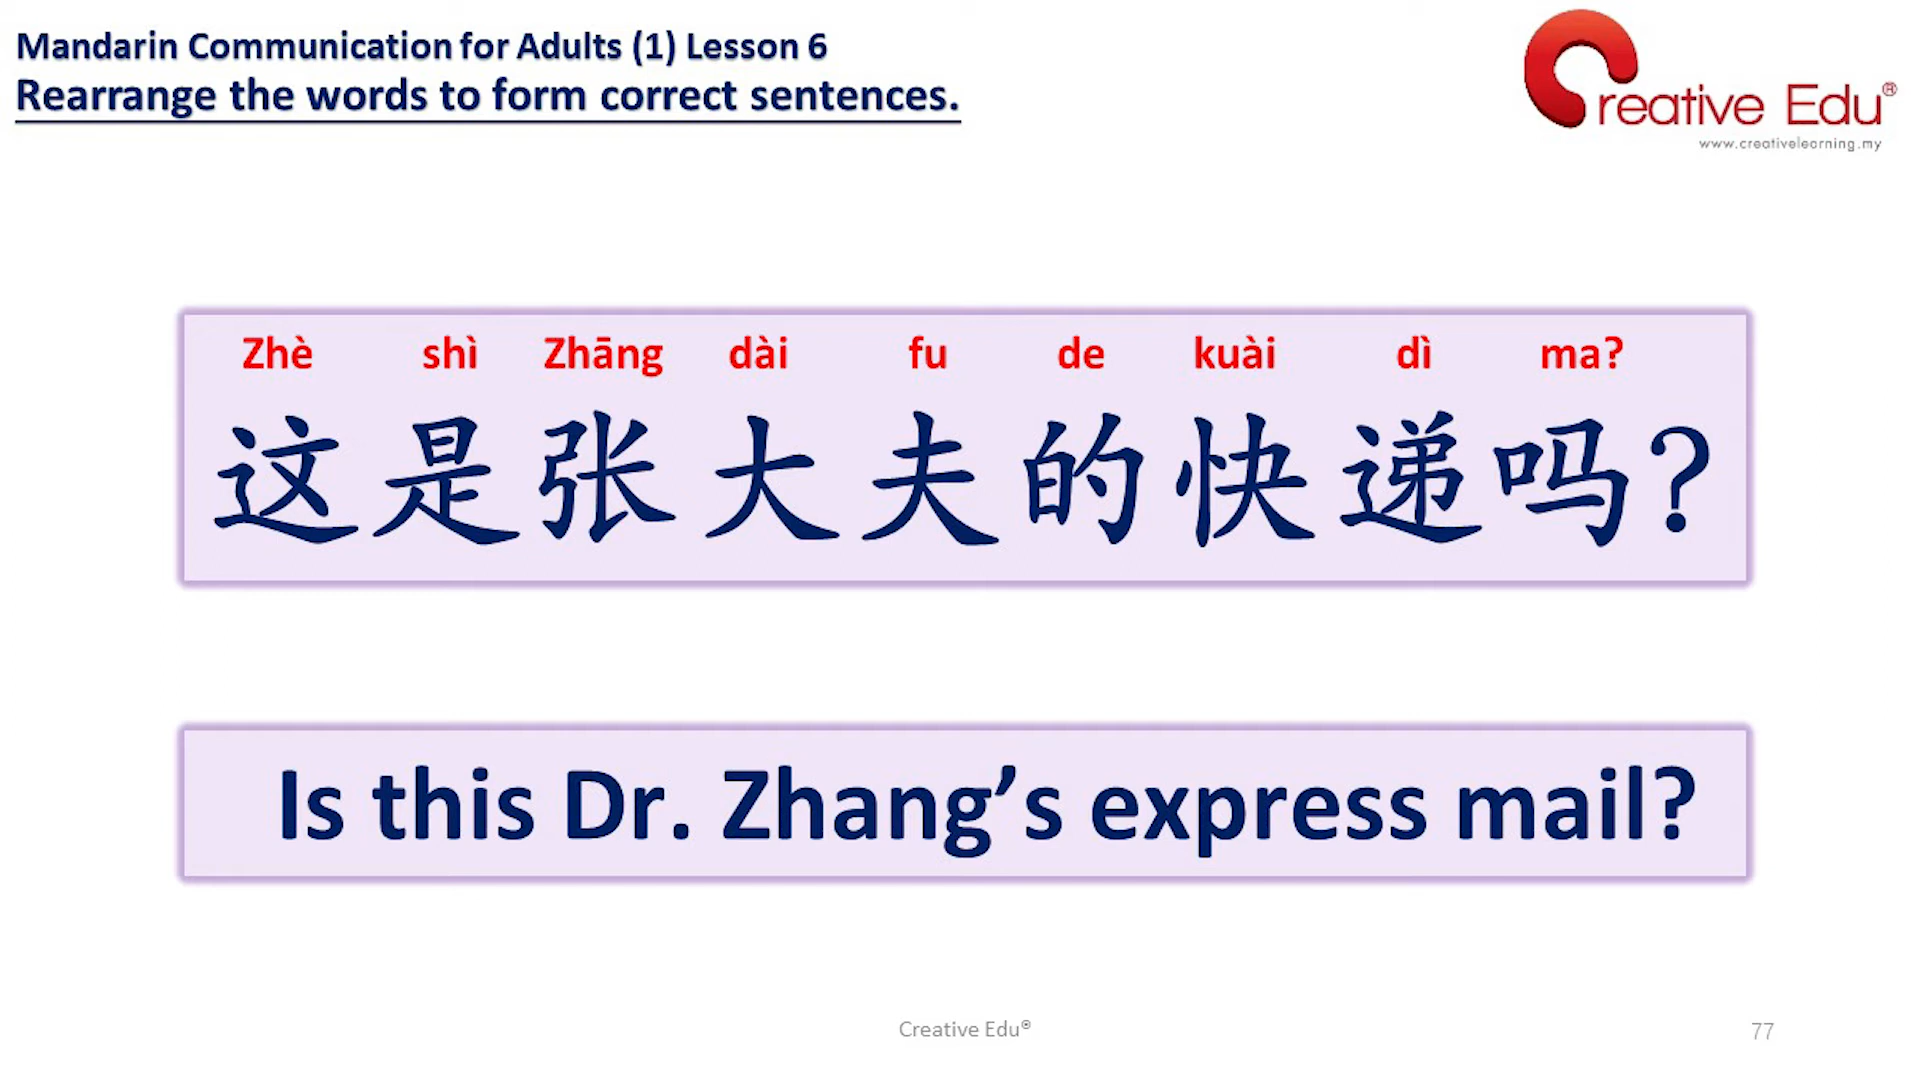 Mandarin Communication for Adults (1) Lesson 6
Rearrange the words to form correct sentences.
Creative Edu®
www.creativelearning.my
Zhè shì Zhāng dài fu de kuài dì ma?
这是张大夫的快递吗?
Is this Dr. Zhang’s express mail?
Creative Edu®
77